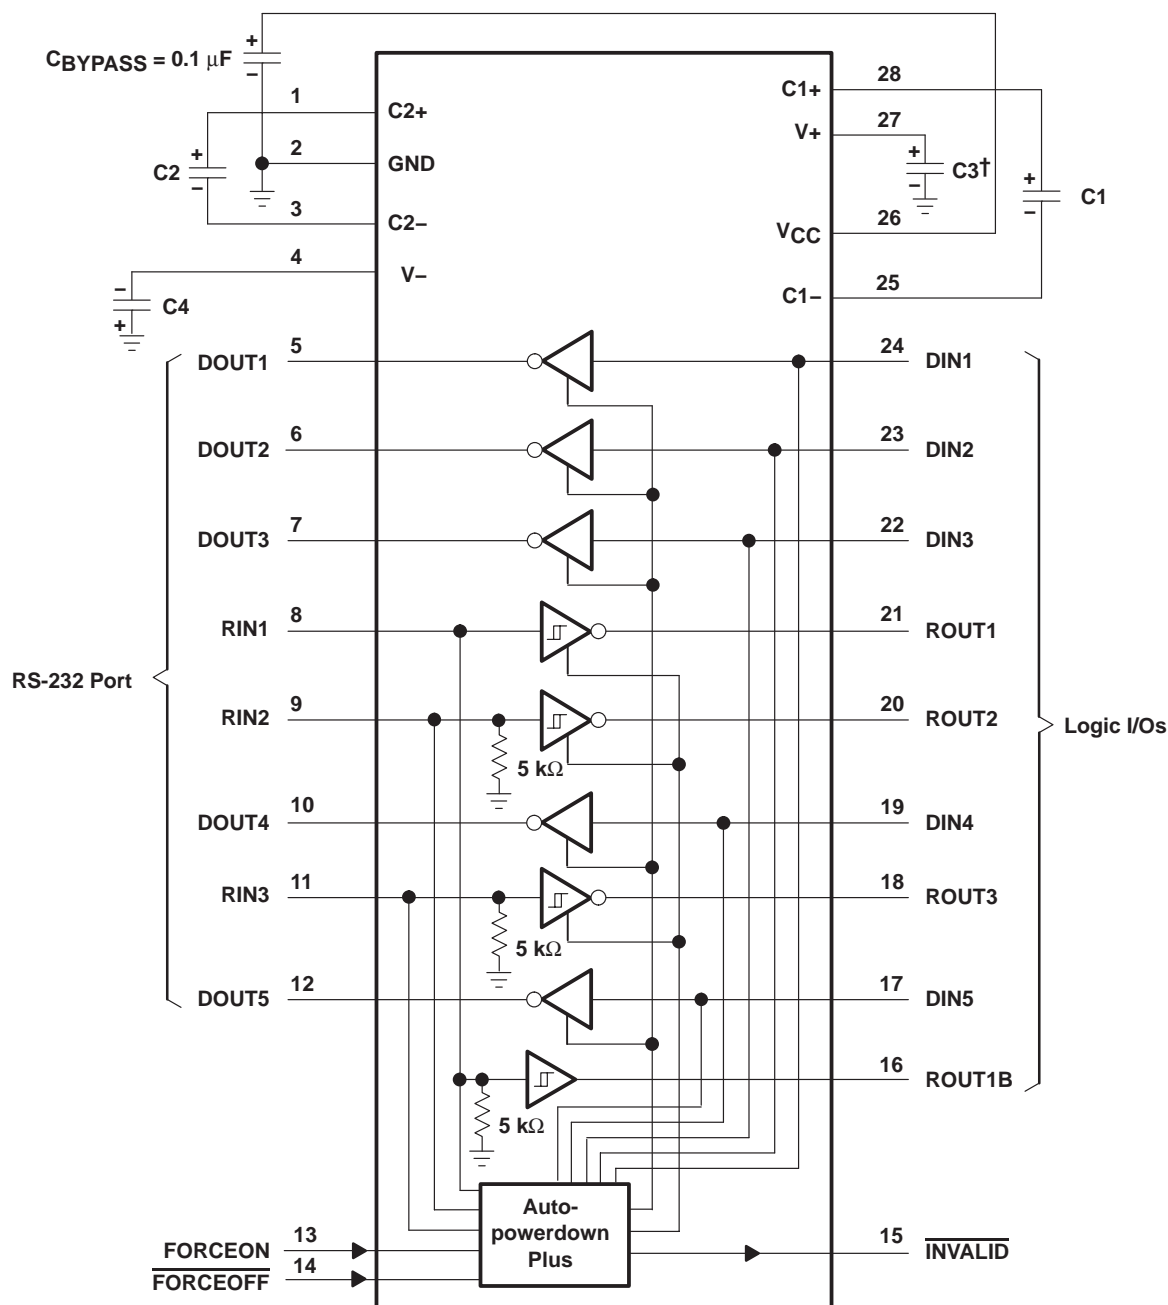 CBYPASS = 0.1 μF
+
−
1
C2+
C1+
28
V+
27
2
GND
+
−
C3†
C2
+
−
+
−
C1
3
C2−
VCC
26
4
V−
C1−
25
−
+
C4
DOUT1
5
24
DIN1
DOUT2
6
23
DIN2
DOUT3
7
22
DIN3
RIN1
8
21
ROUT1
RS-232 Port
RIN2
9
20
ROUT2
Logic I/Os
5 kΩ
DOUT4
10
19
DIN4
RIN3
11
18
ROUT3
5 kΩ
DOUT5
12
17
DIN5
16
ROUT1B
5 kΩ
Auto-
powerdown
Plus
FORCEON
13
15
INVALID
FORCEOFF
14